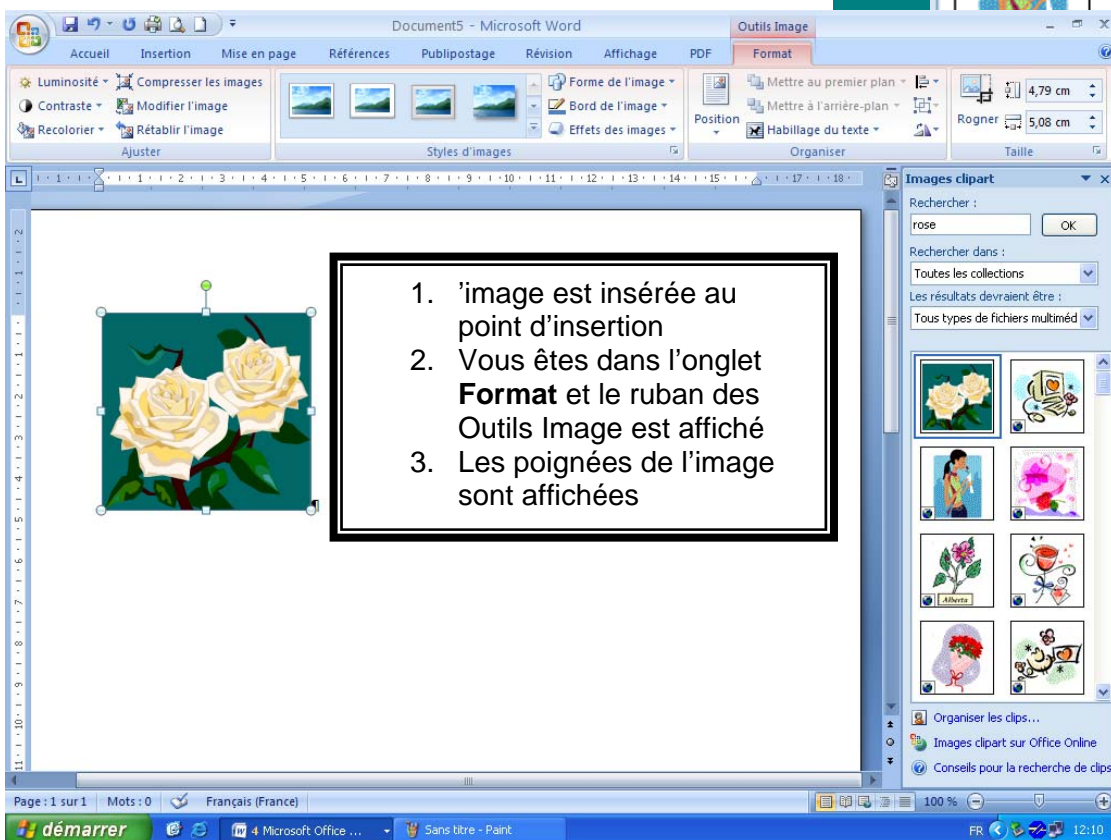 Document5 - Microsoft Word
Outils Image
Accueil Insertion Mise en page Références Publipostage Révision Affichage PDF Format
Luminosité
Contraste
Recolorier
Compresser les images
Modifier l'image
Rétablir l'image
Ajuster
Styles d'images
Forme de l'image
Bord de l'image
Effets des images
Position
Mettre au premier plan
Mettre à l'arrière-plan
Habillage du texte
Organiser
Rogner
4,79 cm
5,08 cm
Taille
1. ’image est insérée au
point d’insertion
2. Vous êtes dans l’onglet
Format et le ruban des
Outils Image est affiché
3. Les poignées de l’image
sont affichées
Images clipart
Rechercher :
rose
OK
Rechercher dans :
Toutes les collections
Les résultats devraient être :
Tous types de fichiers multiméd
Alberta
Organiser les clips...
Images clipart sur Office Online
Conseils pour la recherche de clips
Page : 1 sur 1 Mots : 0 Français (France) 100 %
démarrer 4 Microsoft Office ... Sans titre - Paint FR 12:10